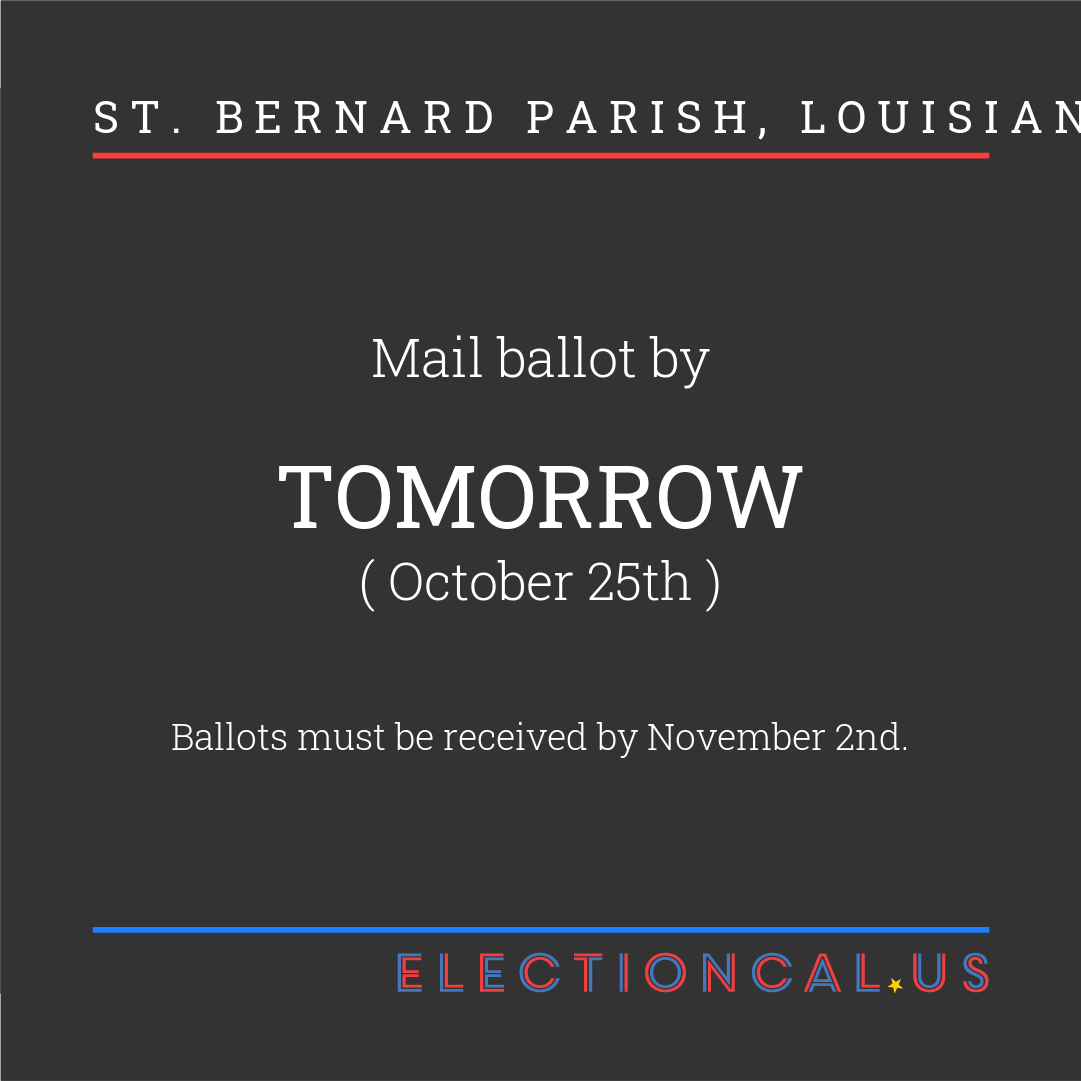 ST. BERNARD PARISH, LOUISIAN
Mail ballot by
TOMORROW
( October 25th )
Ballots must be received by November 2nd.
ELECTIONCAL.US